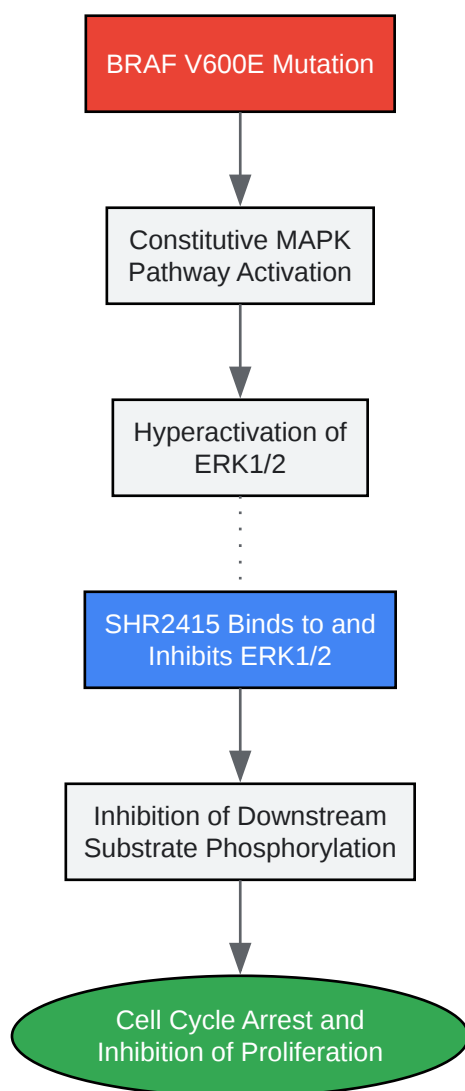 BRAF V600E Mutation
Constitutive MAPK
Pathway Activation
Hyperactivation of
ERK1/2
SHR2415 Binds to and
Inhibits ERK1/2
Inhibition of Downstream
Substrate Phosphorylation
Cell Cycle Arrest and
Inhibition of Proliferation